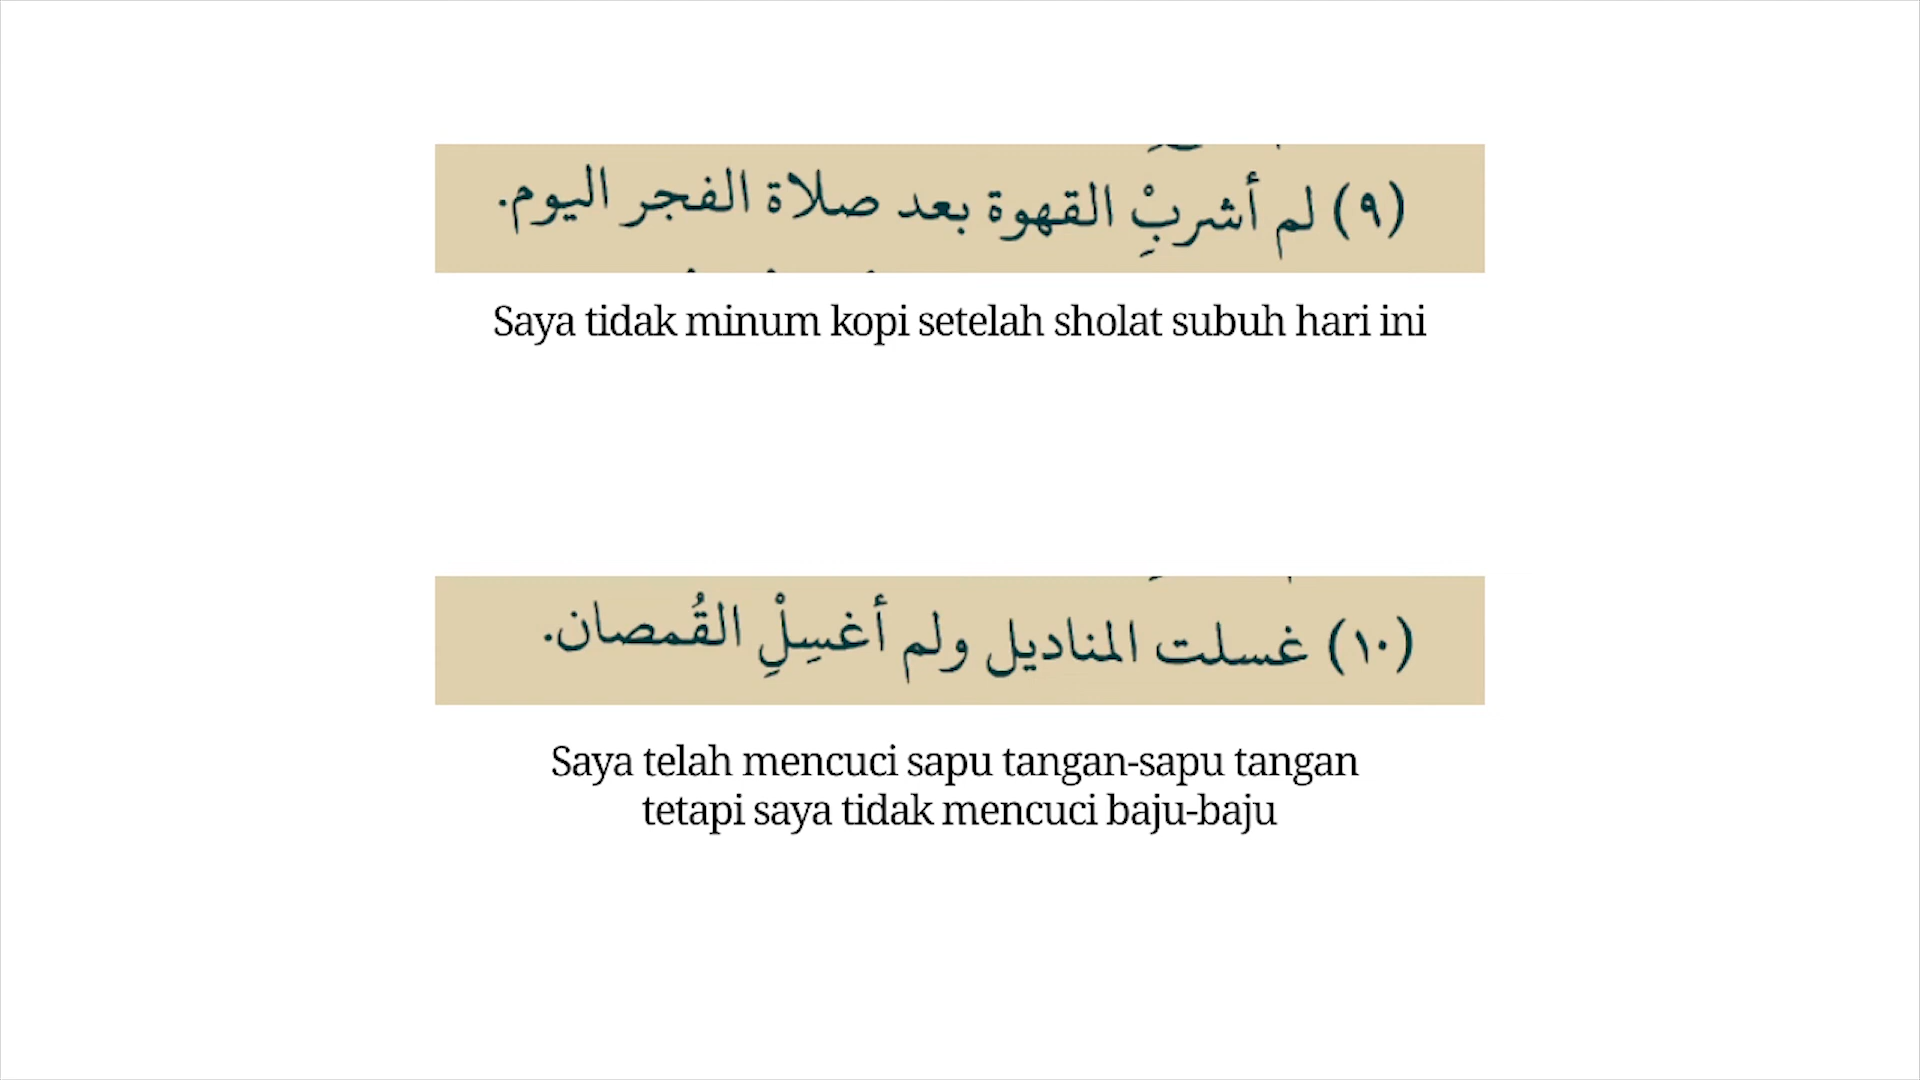 (٩) لم أشربْ​ِ القهوة بعد صلاة الفجر اليوم.
Saya tidak minum kopi setelah sholat subuh hari ini
(١٠) غسلت المناديل ولم أغسِلْ​ِ القُمصان.
Saya telah mencuci sapu tangan-sapu tangan
tetapi saya tidak mencuci baju-baju